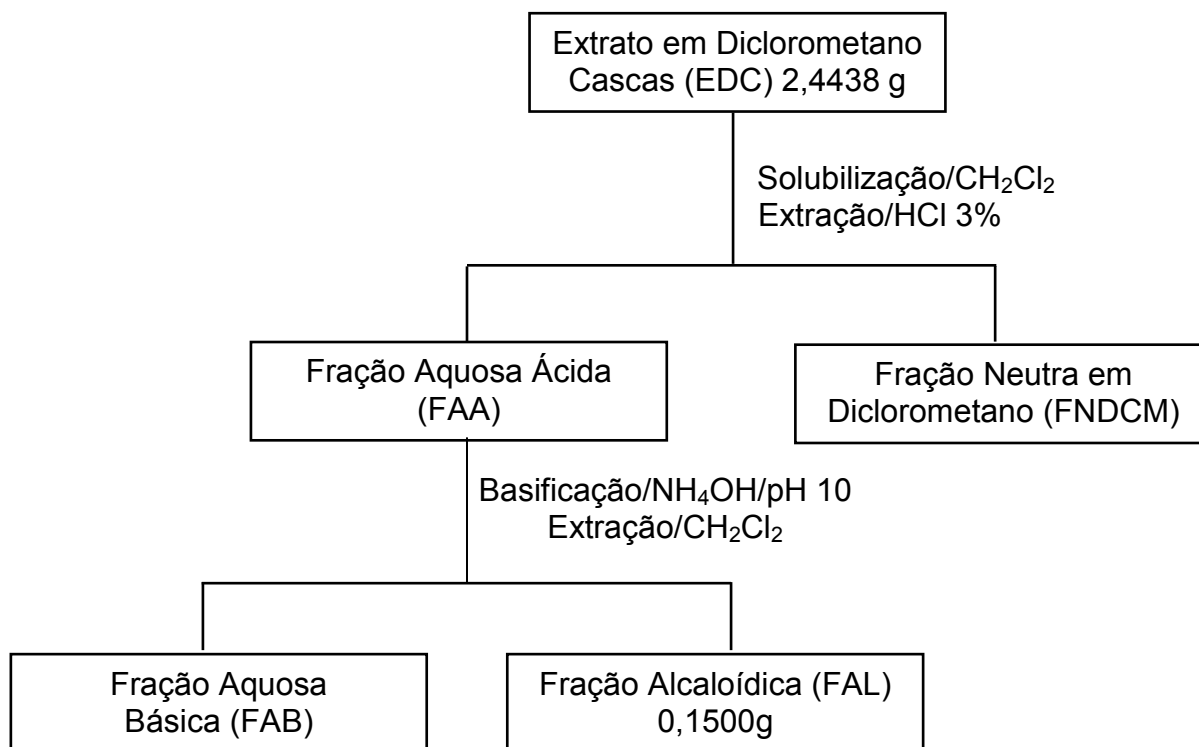 Extrato em Diclorometano
Cascas (EDC) 2,4438 g
Solubilização/CH₂Cl₂
Extração/HCl 3%
Fração Aquosa Ácida
(FAA)
Fração Neutra em
Diclorometano (FNDCM)
Basificação/NH₄OH/pH 10
Extração/CH₂Cl₂
Fração Aquosa
Básica (FAB)
Fração Alcaloídica (FAL)
0,1500g